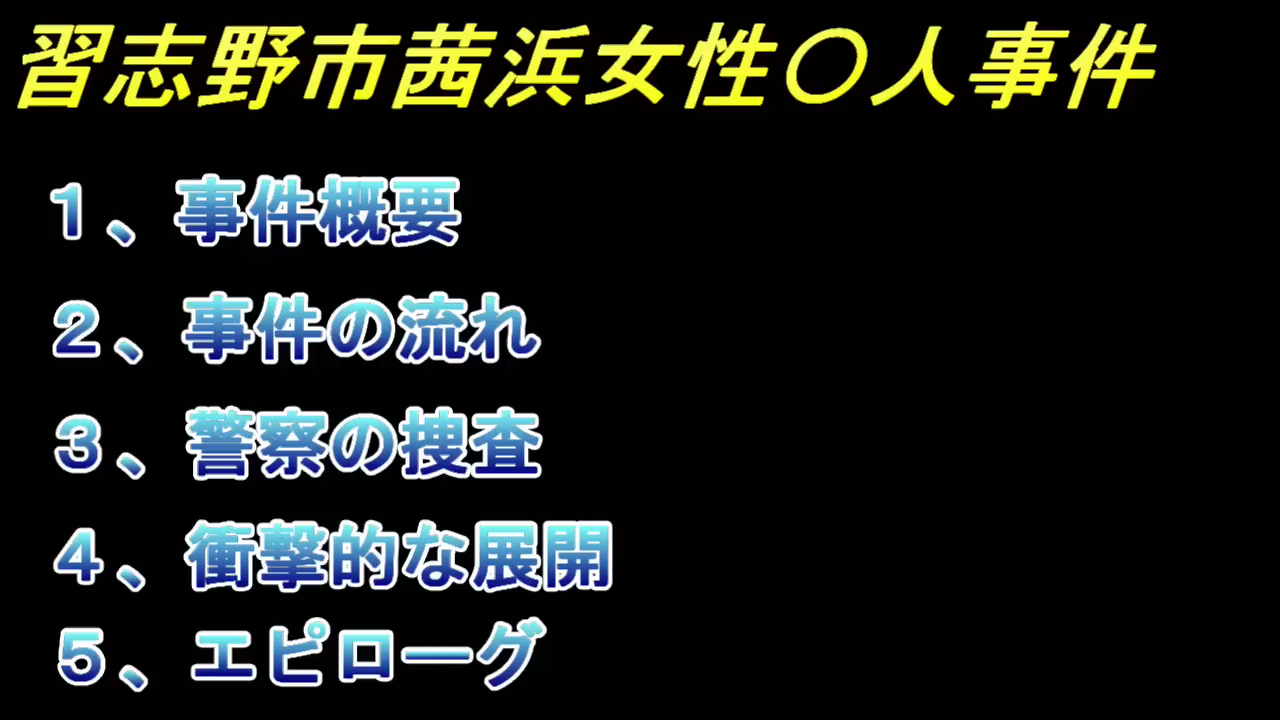 習志野市茜浜女性〇人事件
１、事件概要
２、事件の流れ
３、警察の捜査
４、衝撃的な展開
５、エピローグ